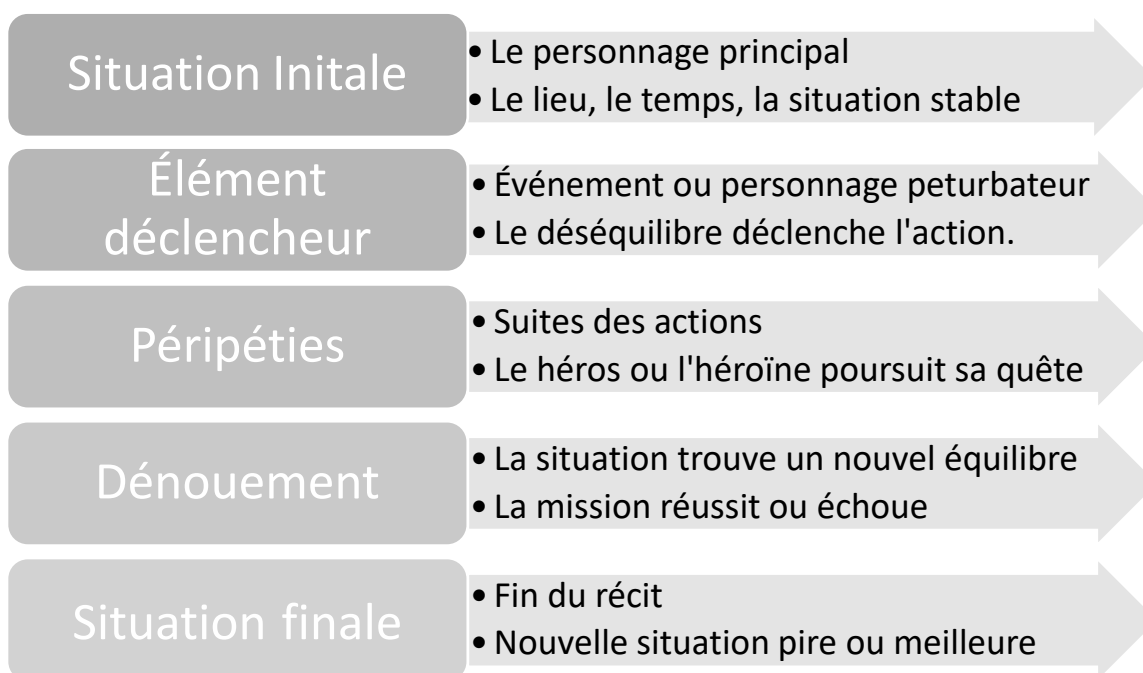 Situation Initale
• Le personnage principal
• Le lieu, le temps, la situation stable
Élément
déclencheur
• Événement ou personnage peturbateur
• Le déséquilibre déclenche l'action.
Péripéties
• Suites des actions
• Le héros ou l'héroïne poursuit sa quête
Dénouement
• La situation trouve un nouvel équilibre
• La mission réussit ou échoue
Situation finale
• Fin du récit
• Nouvelle situation pire ou meilleure